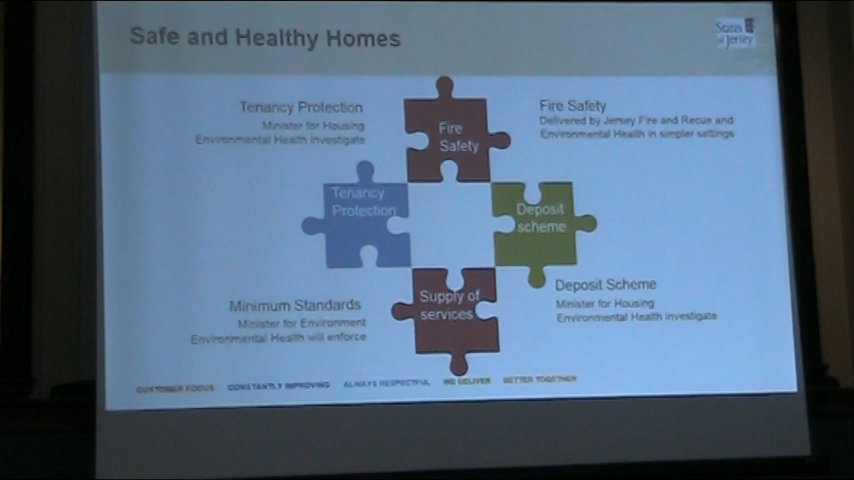 Safe and Healthy Homes
States
of Jersey
Tenancy Protection
Minister for Housing
Environmental Health investigate
Fire Safety
Delivered by Jersey Fire and Recue and
Environmental Health in simpler settings
Fire
Safety
Tenancy
Protection
Deposit
scheme
Supply of
services
Minimum Standards
Minister for Environment
Environmental Health will enforce
Deposit Scheme
Minister for Housing
Environmental Health investigate
CUSTOMER FOCUS CONSTANTLY IMPROVING ALWAYS RESPECTFUL WE DELIVER BETTER TOGETHER